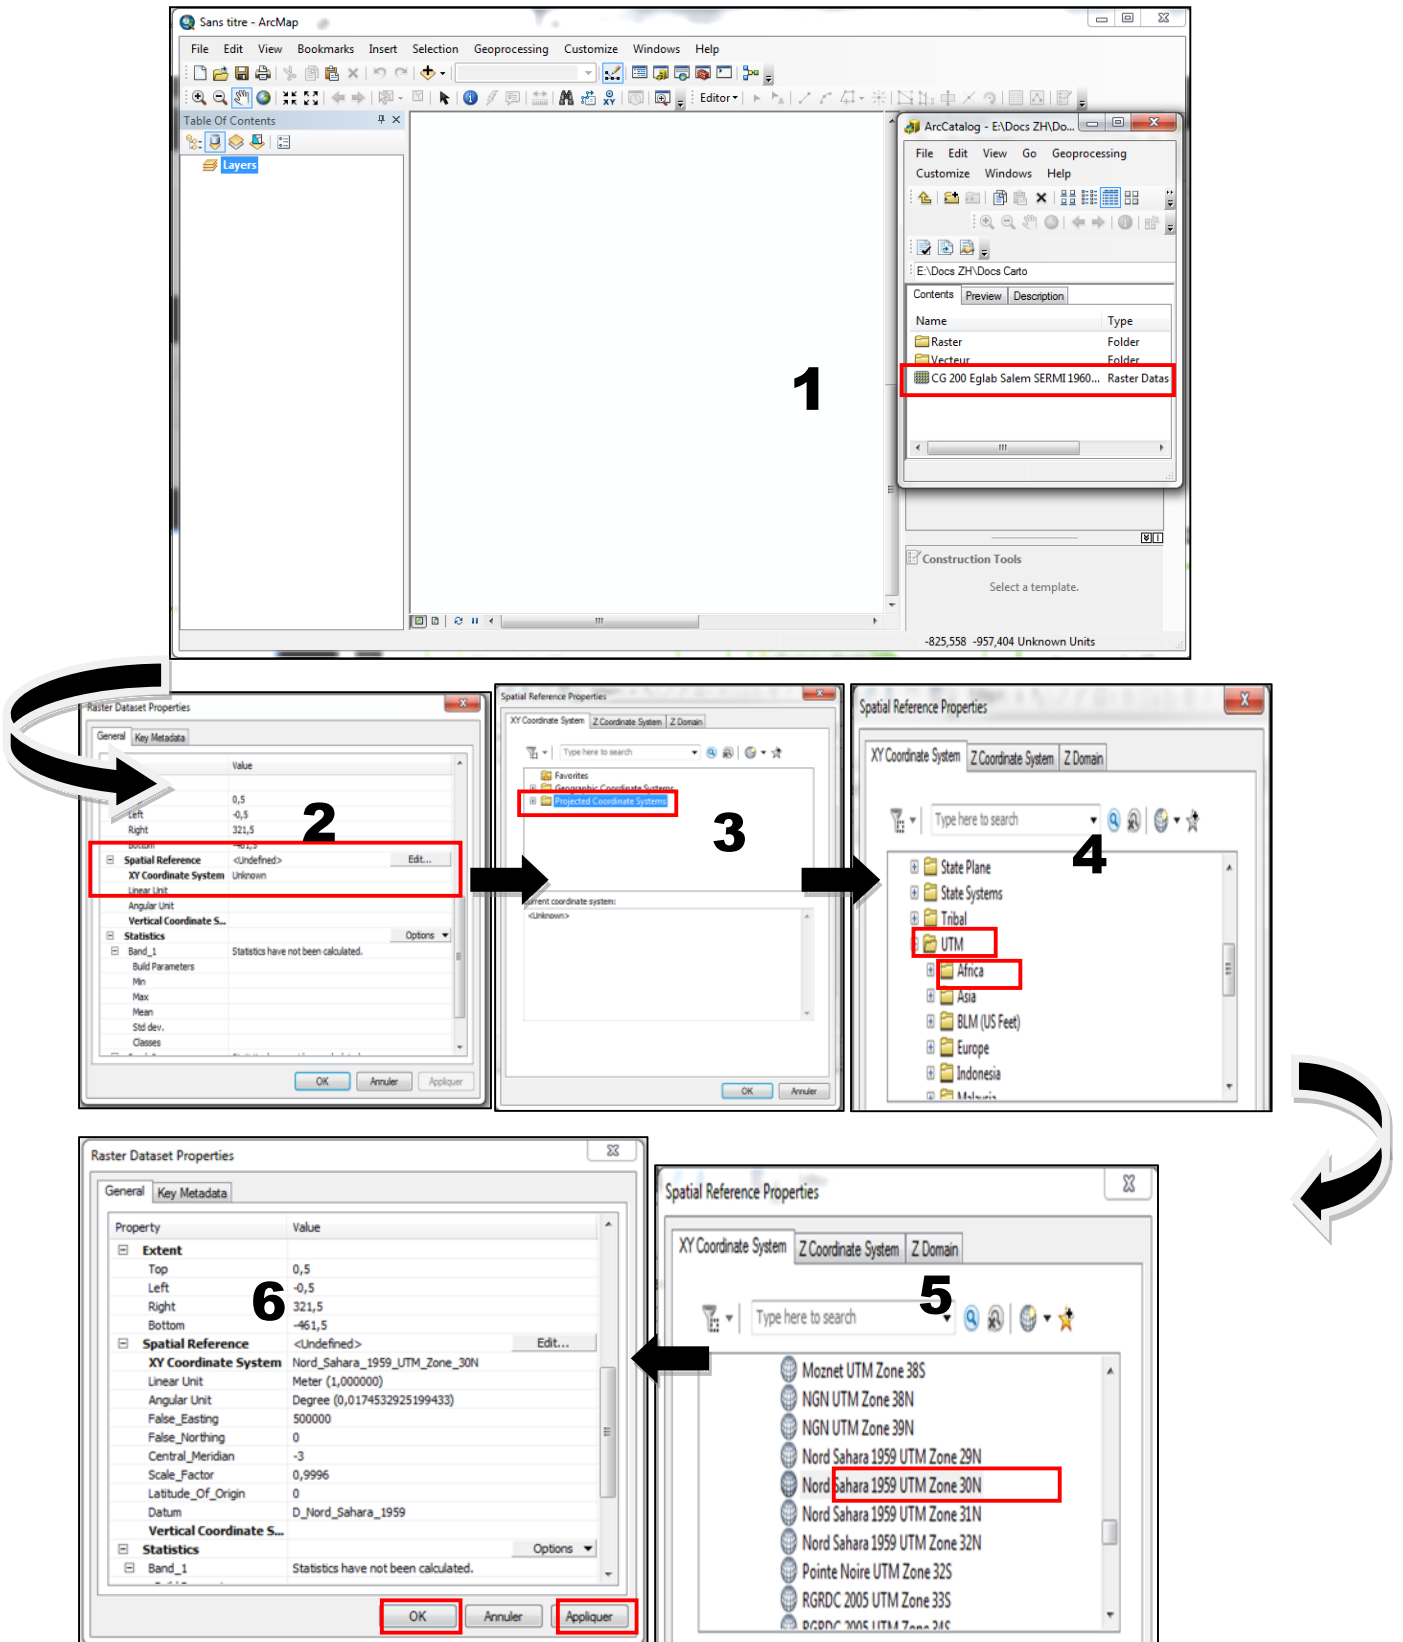 Sans titre - ArcMap
File Edit View Bookmarks Insert Selection Geoprocessing Customize Windows Help
Editor
Table Of Contents
Layers
1
ArcCatalog - E:\Docs ZH\Do...
File Edit View Go Geoprocessing
Customize Windows Help
E:\Docs ZH\Docs Carto
Contents Preview Description
Name Type
Raster Folder
Vecteur Folder
CG 200 Eglab Salem SERMI 1960... Raster Datas
Construction Tools
Select a template.
-825,558 -957,404 Unknown Units
Raster Dataset Properties
General Key Metadata
Value
0,5
Left -0,5
Right 321,5
Bottom -461,5
Spatial Reference <Undefined> Edit...
XY Coordinate System Unknown
Linear Unit
Angular Unit
Vertical Coordinate S...
Statistics Options
Band_1 Statistics have not been calculated.
Build Parameters
Min
Max
Mean
Std dev.
Classes
OK Annuler Appliquer
2
Spatial Reference Properties
XY Coordinate System Z Coordinate System Z Domain
Type here to search
Favorites
Geographic Coordinate Systems
Projected Coordinate Systems
3
Current coordinate system:
<Unknown>
OK Annuler
Spatial Reference Properties
XY Coordinate System Z Coordinate System Z Domain
Type here to search
4
State Plane
State Systems
Tribal
UTM
Africa
Asia
BLM (US Feet)
Europe
Indonesia
Malaysia
Raster Dataset Properties
General Key Metadata
Property Value
Extent
Top 0,5
Left -0,5
Right 321,5
Bottom -461,5
Spatial Reference <Undefined> Edit...
XY Coordinate System Nord_Sahara_1959_UTM_Zone_30N
Linear Unit Meter (1,000000)
Angular Unit Degree (0,0174532925199433)
False_Easting 500000
False_Northing 0
Central_Meridian -3
Scale_Factor 0,9996
Latitude_Of_Origin 0
Datum D_Nord_Sahara_1959
Vertical Coordinate S...
Statistics Options
Band_1 Statistics have not been calculated.
OK Annuler Appliquer
6
Spatial Reference Properties
XY Coordinate System Z Coordinate System Z Domain
5
Type here to search
Moznet UTM Zone 38S
NGN UTM Zone 38N
NGN UTM Zone 39N
Nord Sahara 1959 UTM Zone 29N
Nord Sahara 1959 UTM Zone 30N
Nord Sahara 1959 UTM Zone 31N
Nord Sahara 1959 UTM Zone 32N
Pointe Noire UTM Zone 32S
RGRDC 2005 UTM Zone 33S
RGRDC 2005 UTM Zone 34S